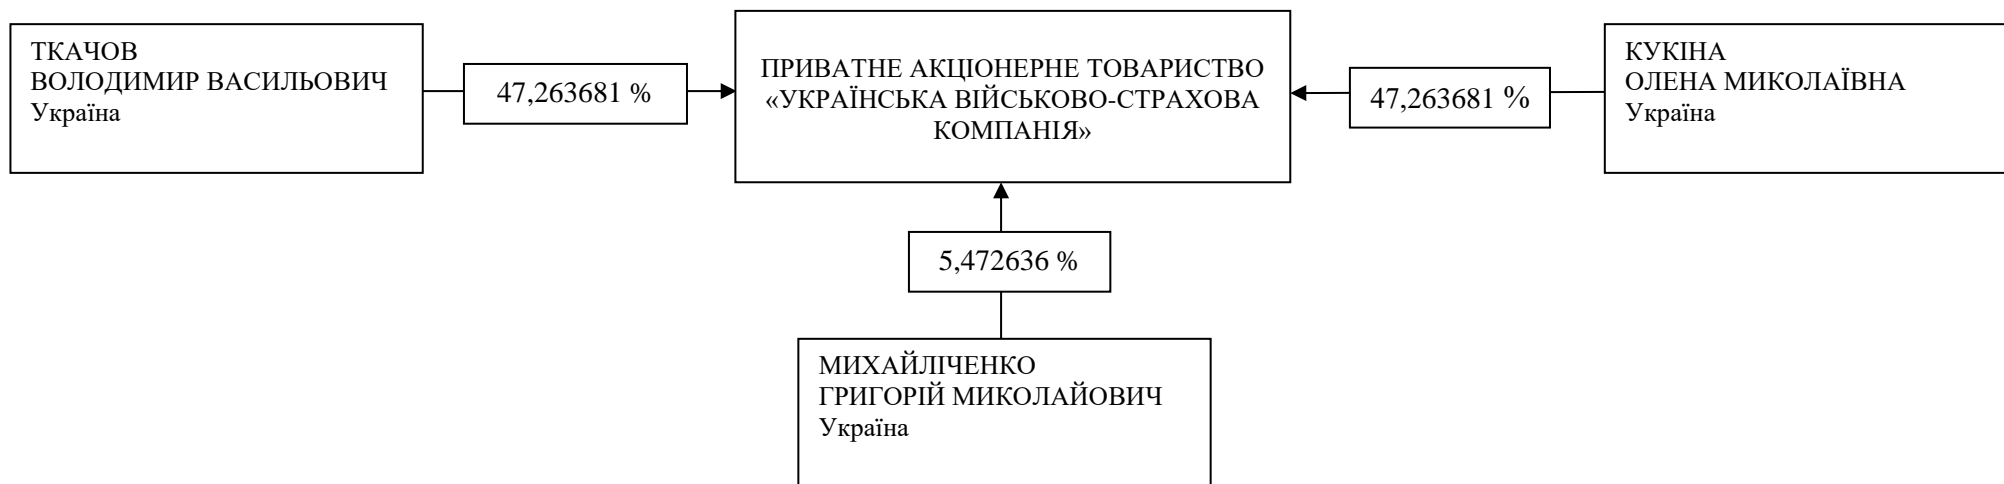 ТКАЧОВ
ВОЛОДИМИР ВАСИЛЬОВИЧ
Україна
47,263681 %
ПРИВАТНЕ АКЦІОНЕРНЕ ТОВАРИСТВО
«УКРАЇНСЬКА ВІЙСЬКОВО-СТРАХОВА
КОМПАНІЯ»
47,263681 %
КУКІНА
ОЛЕНА МИКОЛАЇВНА
Україна
5,472636 %
МИХАЙЛІЧЕНКО
ГРИГОРІЙ МИКОЛАЙОВИЧ
Україна